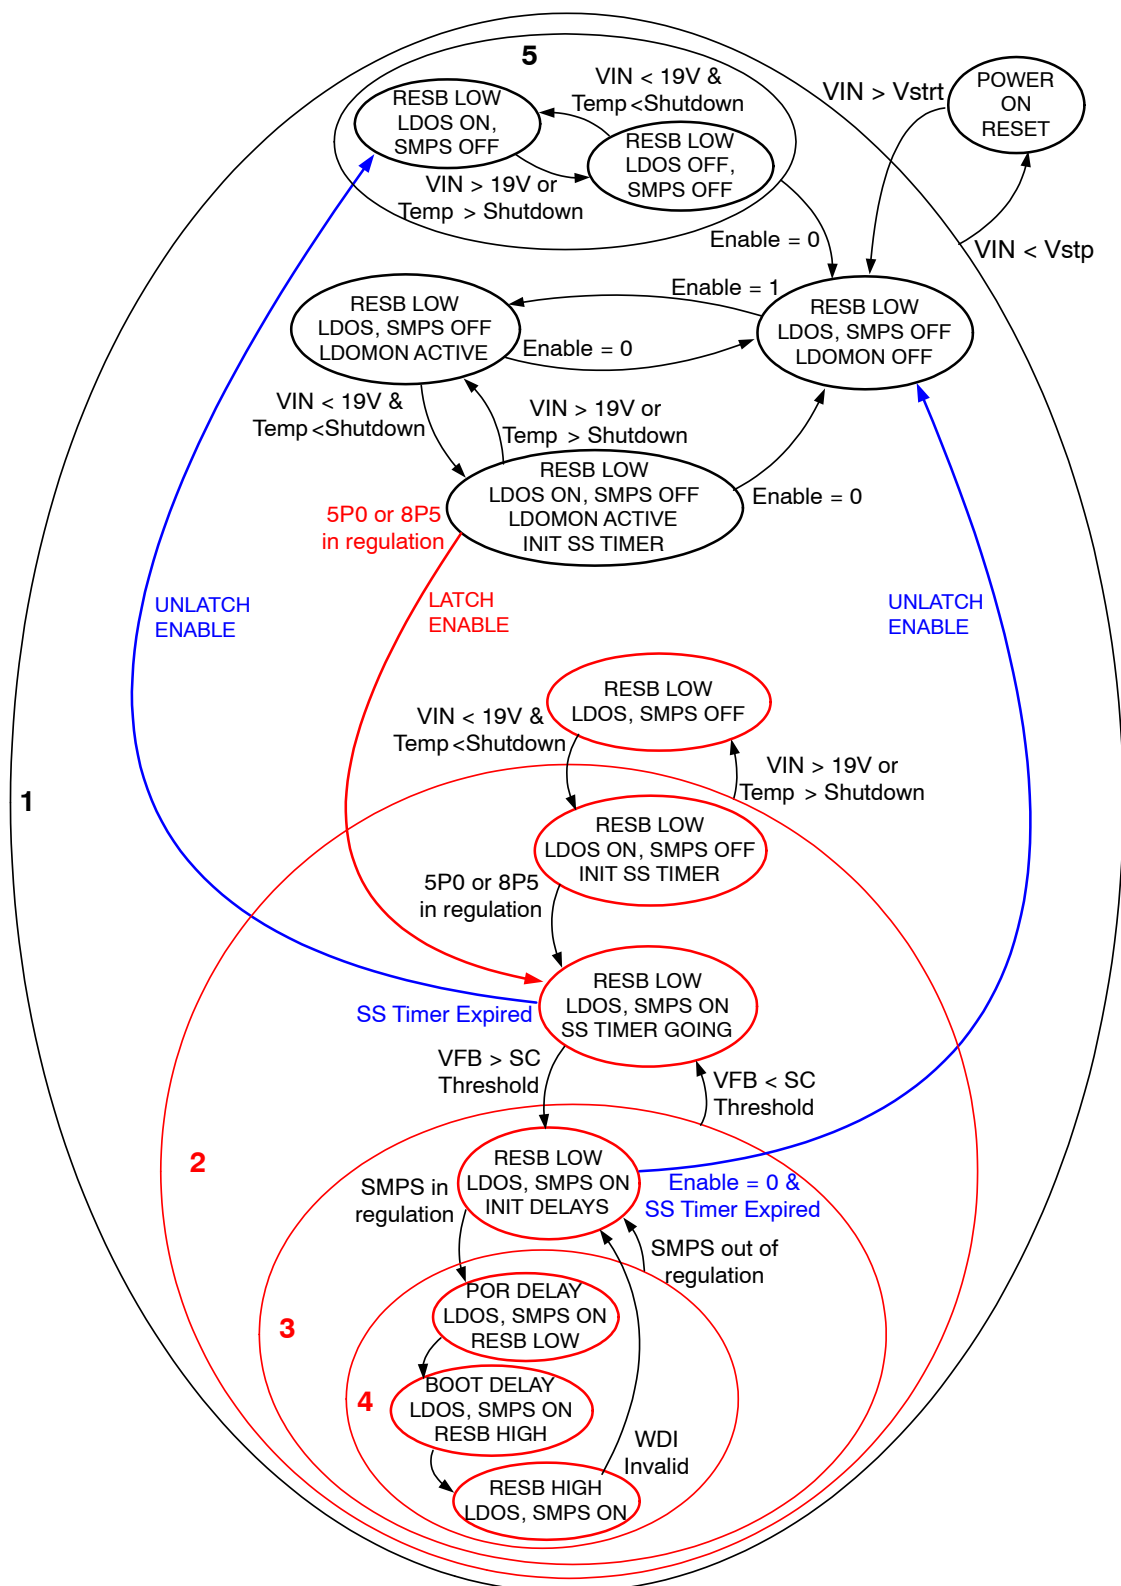 5
VIN < 19V &
Temp <Shutdown
RESB LOW
LDOS ON,
SMPS OFF
RESB LOW
LDOS OFF,
SMPS OFF
VIN > 19V or
Temp > Shutdown
VIN > Vstrt
POWER
ON
RESET
VIN < Vstp
Enable = 0
Enable = 1
RESB LOW
LDOS, SMPS OFF
LDOMON ACTIVE
Enable = 0
RESB LOW
LDOS, SMPS OFF
LDOMON OFF
VIN < 19V &
Temp <Shutdown
VIN > 19V or
Temp > Shutdown
RESB LOW
LDOS ON, SMPS OFF
LDOMON ACTIVE
INIT SS TIMER
Enable = 0
5P0 or 8P5
in regulation
UNLATCH
ENABLE
LATCH
ENABLE
UNLATCH
ENABLE
RESB LOW
LDOS, SMPS OFF
VIN < 19V &
Temp <Shutdown
VIN > 19V or
Temp > Shutdown
1
RESB LOW
LDOS ON, SMPS OFF
INIT SS TIMER
5P0 or 8P5
in regulation
RESB LOW
LDOS, SMPS ON
SS TIMER GOING
SS Timer Expired
VFB > SC
Threshold
VFB < SC
Threshold
2
RESB LOW
LDOS, SMPS ON
INIT DELAYS
Enable = 0 &
SS Timer Expired
SMPS in
regulation
SMPS out of
regulation
3
POR DELAY
LDOS, SMPS ON
RESB LOW
4
BOOT DELAY
LDOS, SMPS ON
RESB HIGH
WDI
Invalid
RESB HIGH
LDOS, SMPS ON